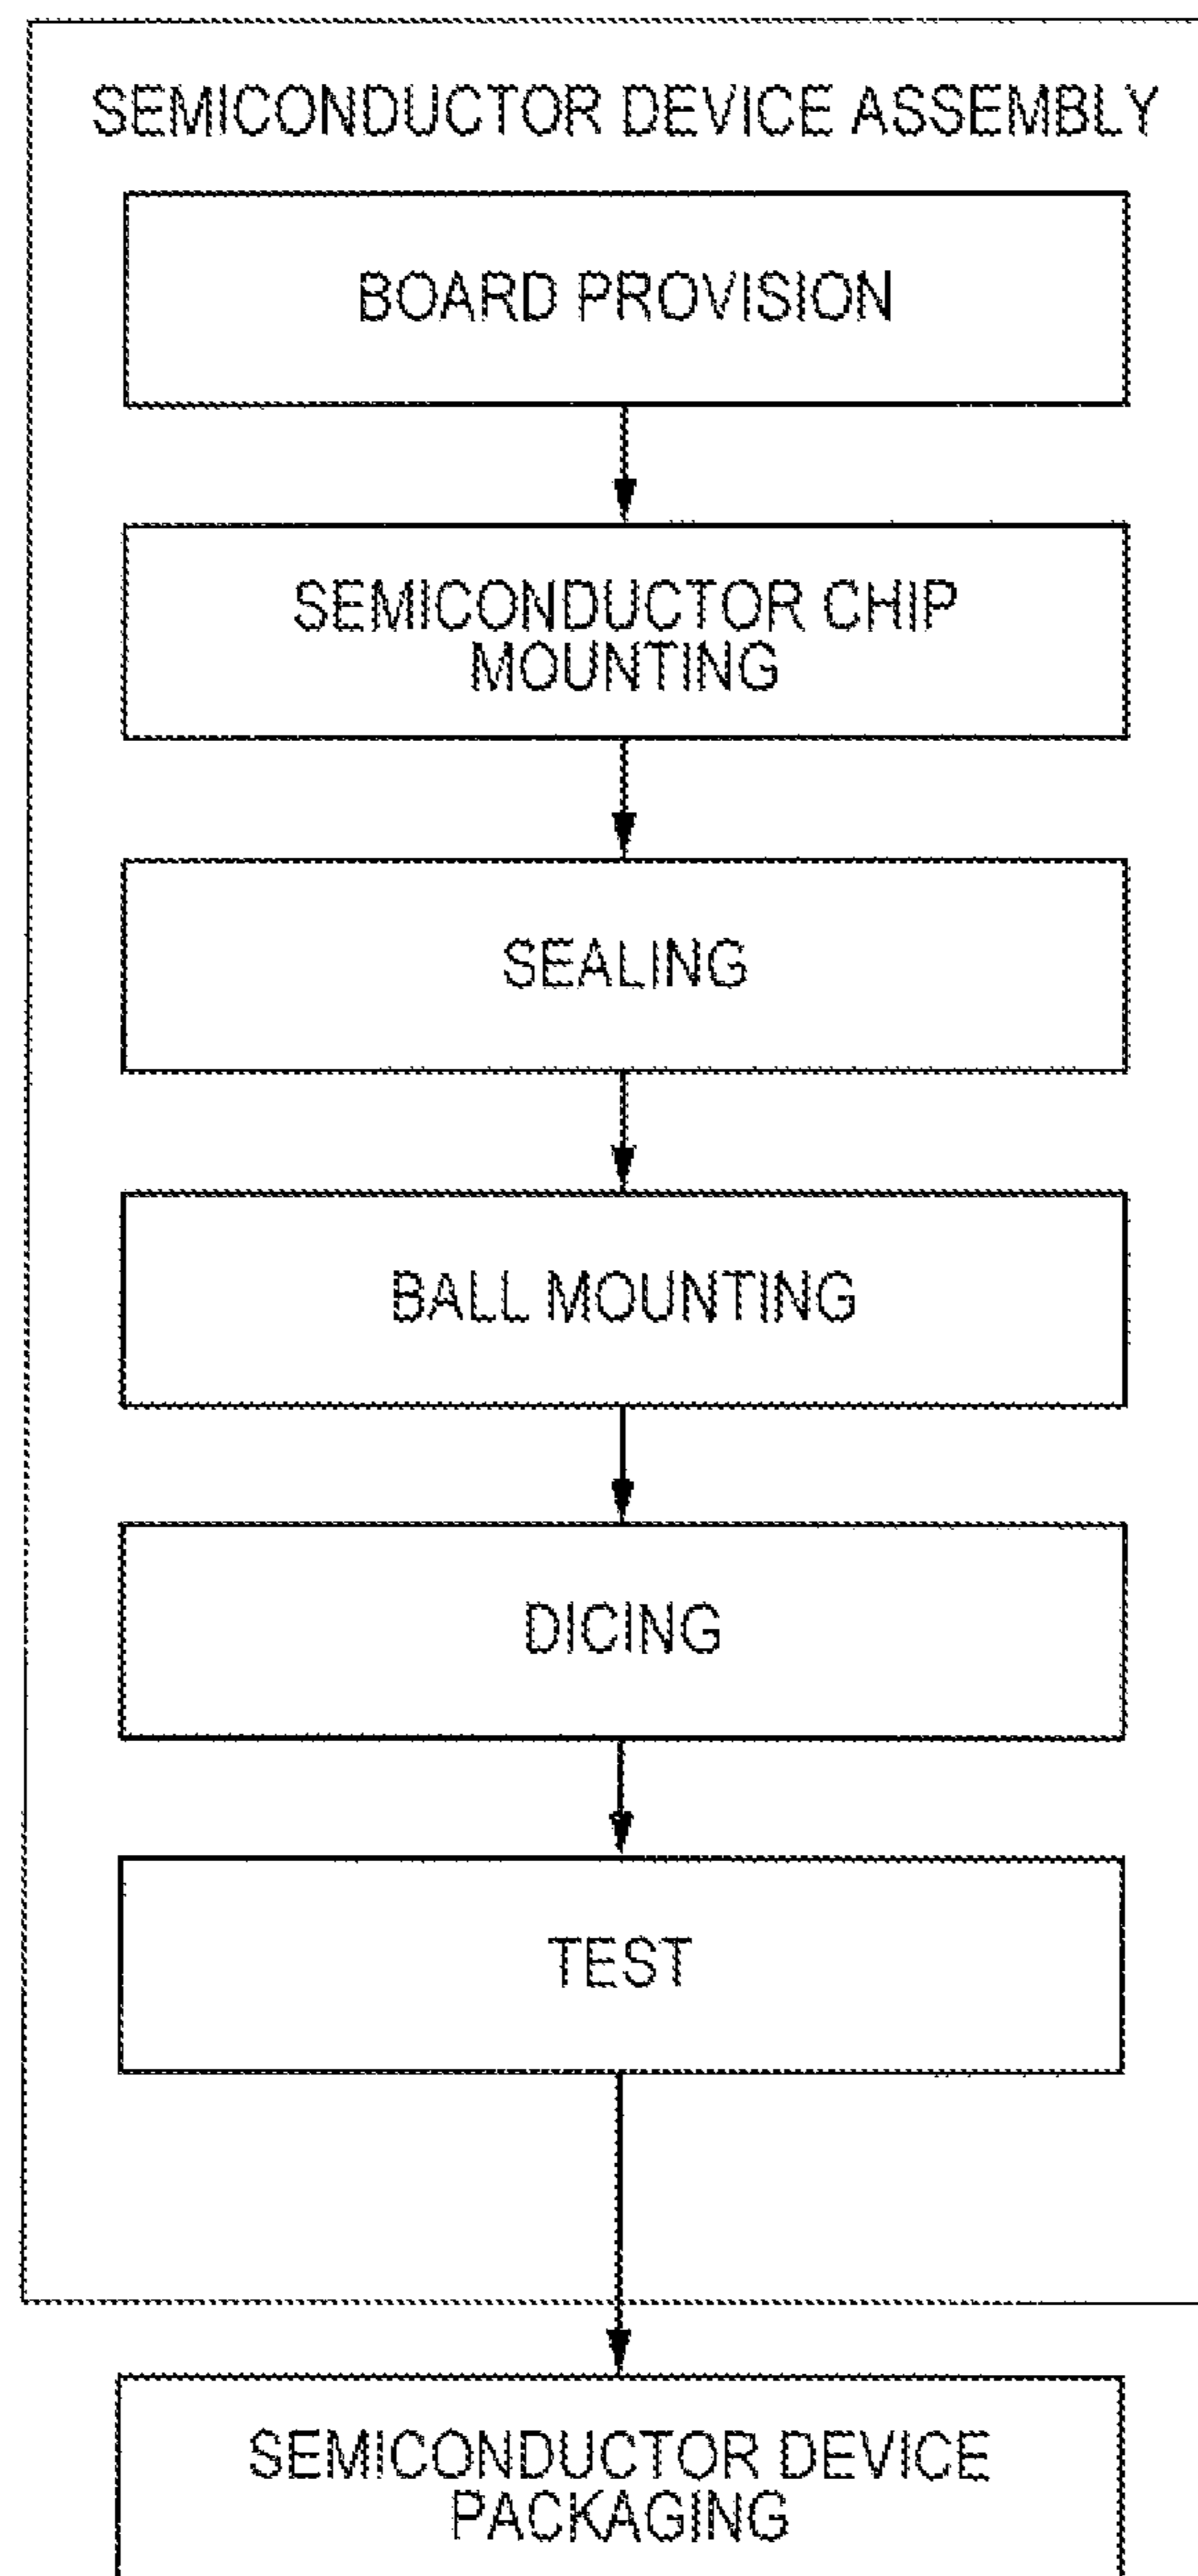 SEMICONDUCTOR DEVICE ASSEMBLY
BOARD PROVISION
SEMICONDUCTOR CHIP
MOUNTING
SEALING
BALL MOUNTING
DICING
TEST
SEMICONDUCTOR DEVICE
PACKAGING